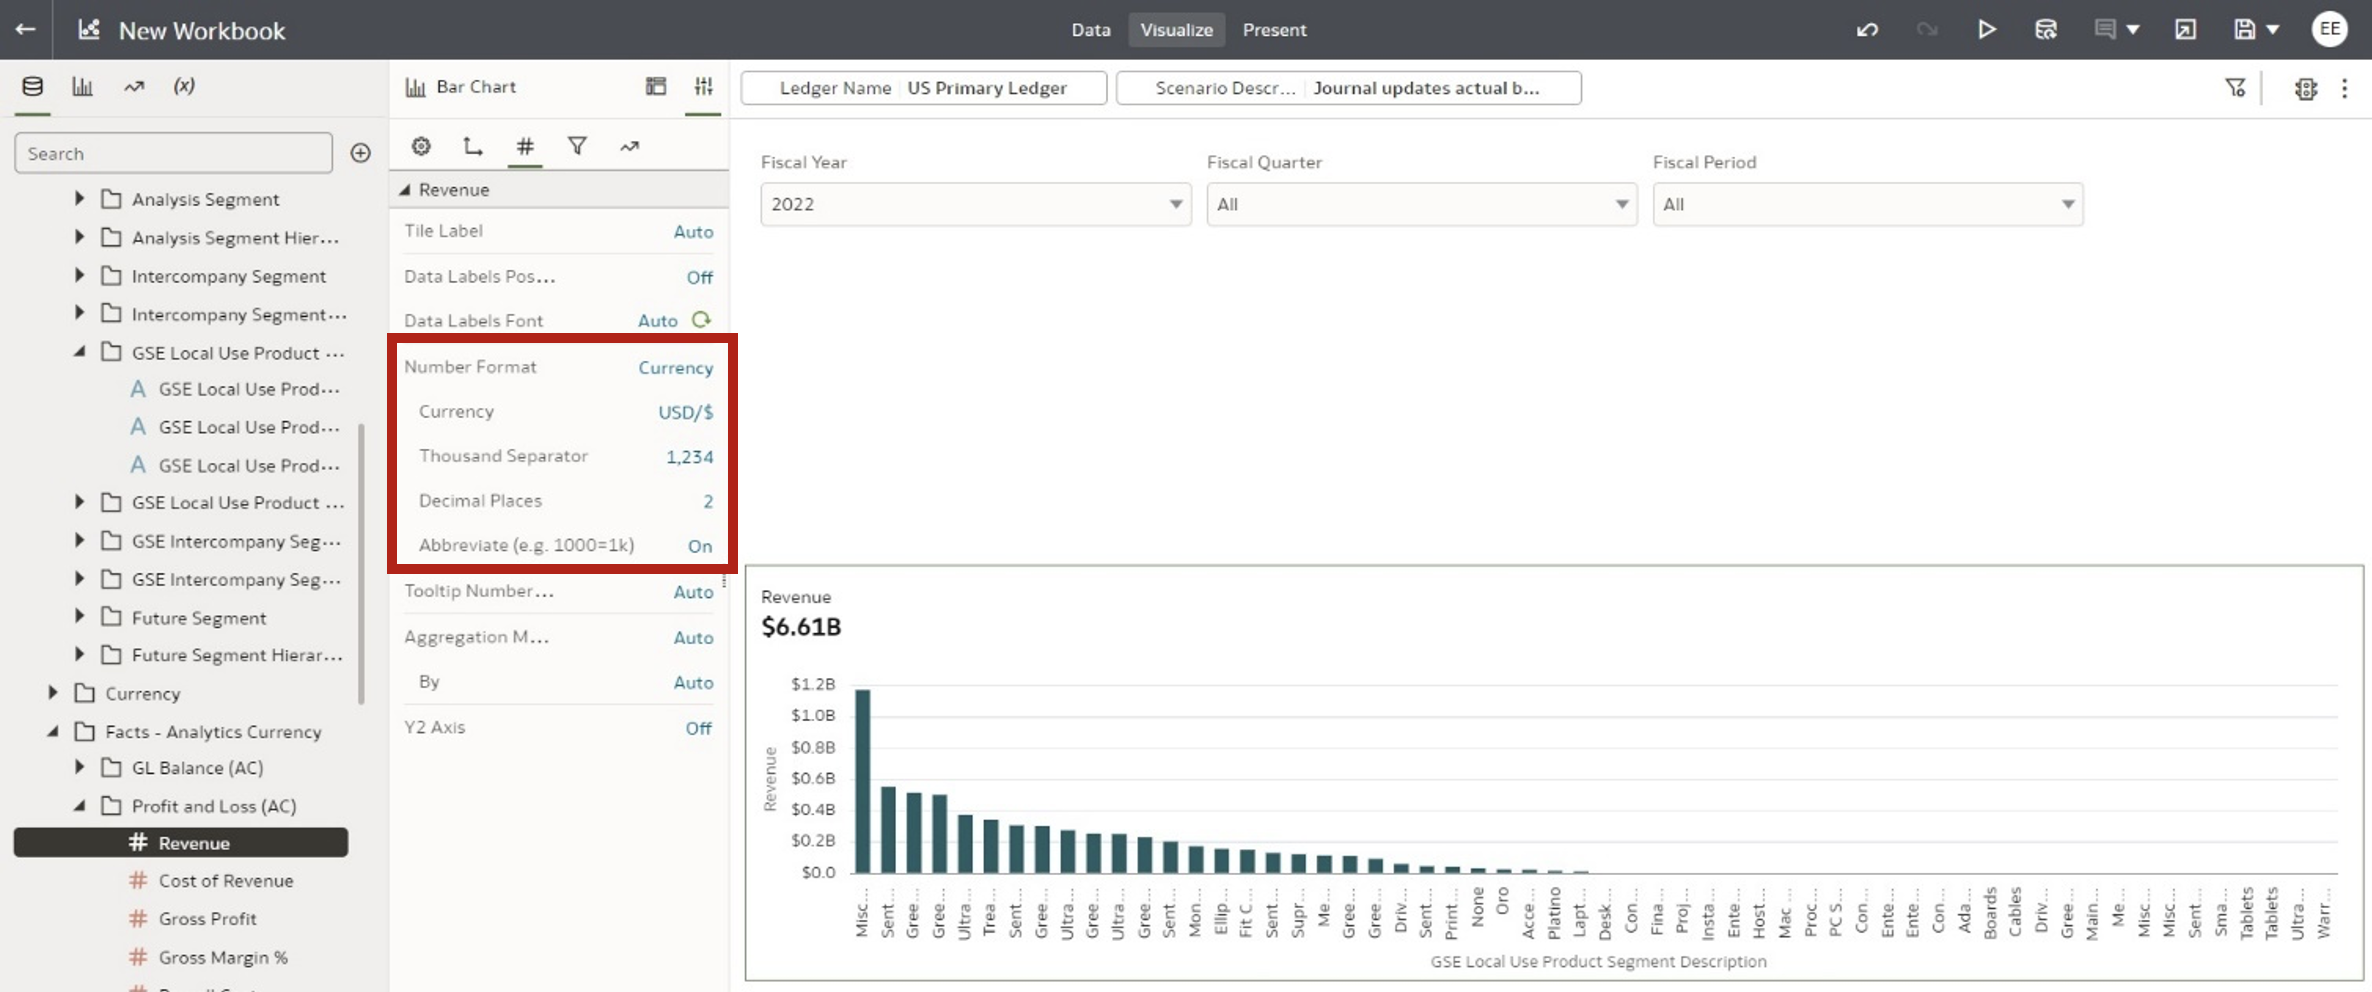 New Workbook
Data
Visualize
Present
EE
(x)
Search
Analysis Segment
Analysis Segment Hier...
Intercompany Segment
Intercompany Segment...
GSE Local Use Product ...
A GSE Local Use Prod...
A GSE Local Use Prod...
A GSE Local Use Prod...
GSE Local Use Product ...
GSE Intercompany Seg...
GSE Intercompany Seg...
Future Segment
Future Segment Hierar...
Currency
Facts - Analytics Currency
GL Balance (AC)
Profit and Loss (AC)
# Revenue
# Cost of Revenue
# Gross Profit
# Gross Margin %
Bar Chart
#
Revenue
Tile Label Auto
Data Labels Pos... Off
Data Labels Font Auto
Number Format Currency
Currency USD/$
Thousand Separator 1,234
Decimal Places 2
Abbreviate (e.g. 1000=1k) On
Tooltip Number... Auto
Aggregation M... Auto
By Auto
Y2 Axis Off
Ledger Name US Primary Ledger
Scenario Descr... Journal updates actual b...
Fiscal Year
2022
Fiscal Quarter
All
Fiscal Period
All
Revenue
$6.61B
$1.2B
$1.0B
$0.8B
$0.6B
$0.4B
$0.2B
$0.0
Revenue
Misc...
Sent...
Gree...
Gree...
Ultra...
Trea...
Sent...
Gree...
Ultra...
Gree...
Ultra...
Gree...
Sent...
Mon...
Ellip...
Fit C...
Sent...
Supr...
Me...
Gree...
Gree...
Driv...
Sent...
Print...
None
Oro
Acce...
Platino
Lapt...
Desk...
Con...
Fina...
Proj...
Insta...
Ente...
Host...
Mac ...
Proc...
PC S...
Con...
Ente...
Ente...
Con...
Ada...
Boards
Cables
Driv...
Gree...
Main...
Me...
Misc...
Misc...
Sent...
Sma...
Tablets
Tablets
Ultra...
Warr...
GSE Local Use Product Segment Description